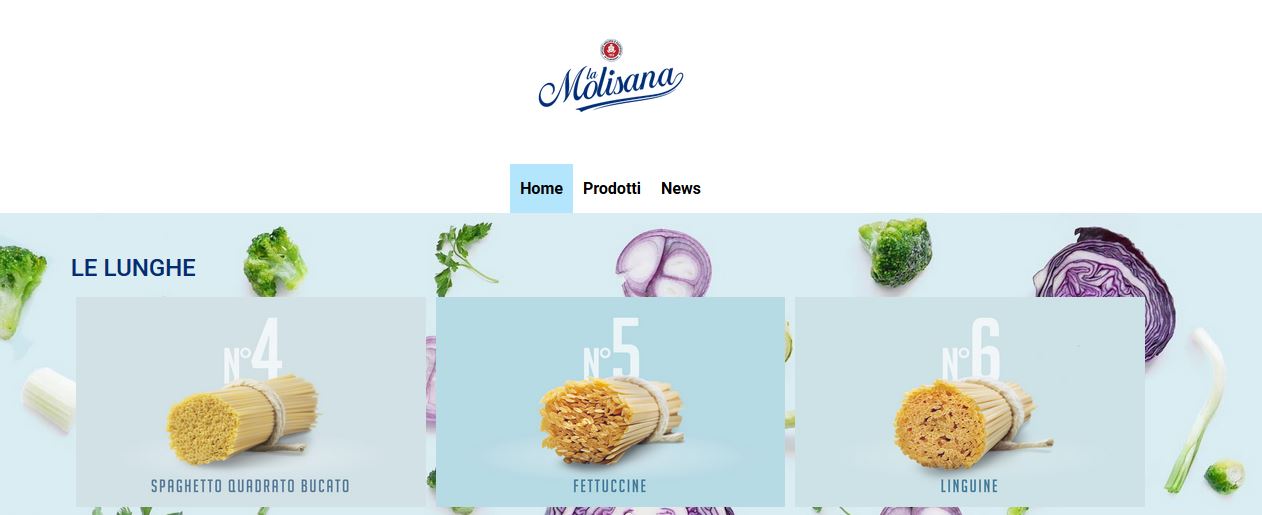 la
Molisana
Home Prodotti News
LE LUNGHE
N°4
N°5
N°6
SPAGHETTO QUADRATO BUCATO
FETTUCCINE
LINGUINE